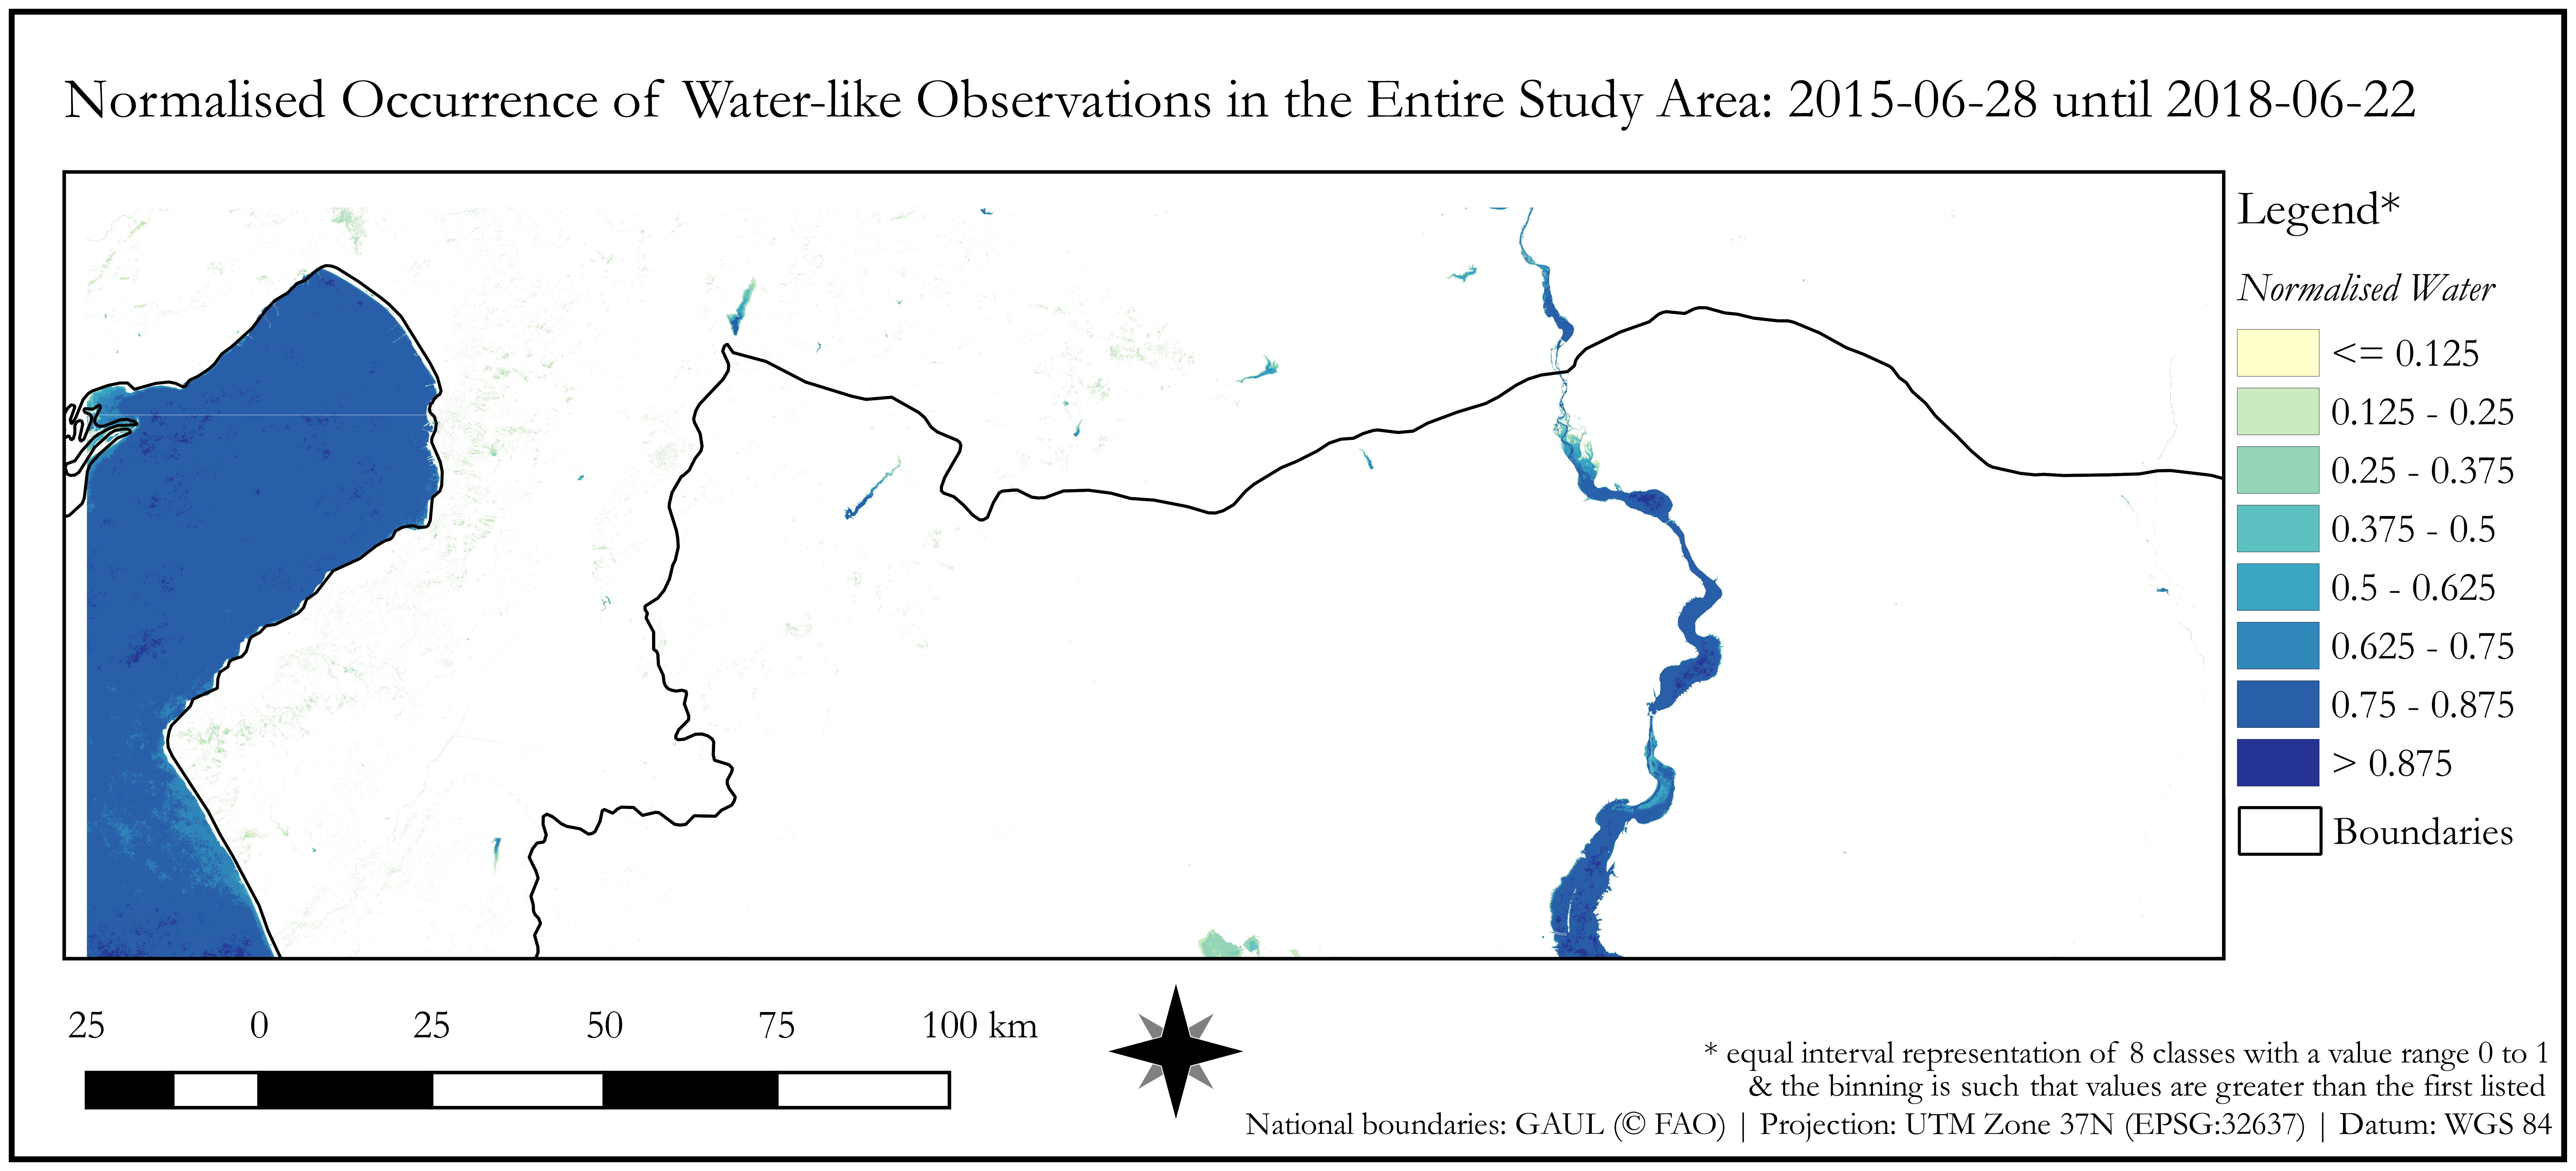 Normalised Occurrence of Water-like Observations in the Entire Study Area: 2015-06-28 until 2018-06-22
Legend*
Normalised Water
<= 0.125
0.125 - 0.25
0.25 - 0.375
0.375 - 0.5
0.5 - 0.625
0.625 - 0.75
0.75 - 0.875
> 0.875
Boundaries
25 0 25 50 75 100 km
* equal interval representation of 8 classes with a value range 0 to 1
& the binning is such that values are greater than the first listed
National boundaries: GAUL (© FAO) | Projection: UTM Zone 37N (EPSG:32637) | Datum: WGS 84